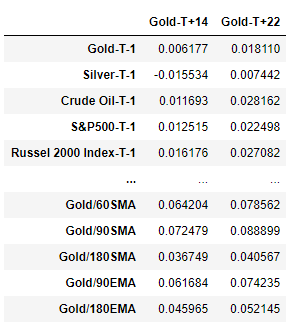 Gold-T+14 Gold-T+22
Gold-T-1 0.006177 0.018110
Silver-T-1 -0.015534 0.007442
Crude Oil-T-1 0.011693 0.028162
S&P500-T-1 0.012515 0.022498
Russel 2000 Index-T-1 0.016176 0.027082
... ... ...
Gold/60SMA 0.064204 0.078562
Gold/90SMA 0.072479 0.088899
Gold/180SMA 0.036749 0.040567
Gold/90EMA 0.061684 0.074235
Gold/180EMA 0.045965 0.052145